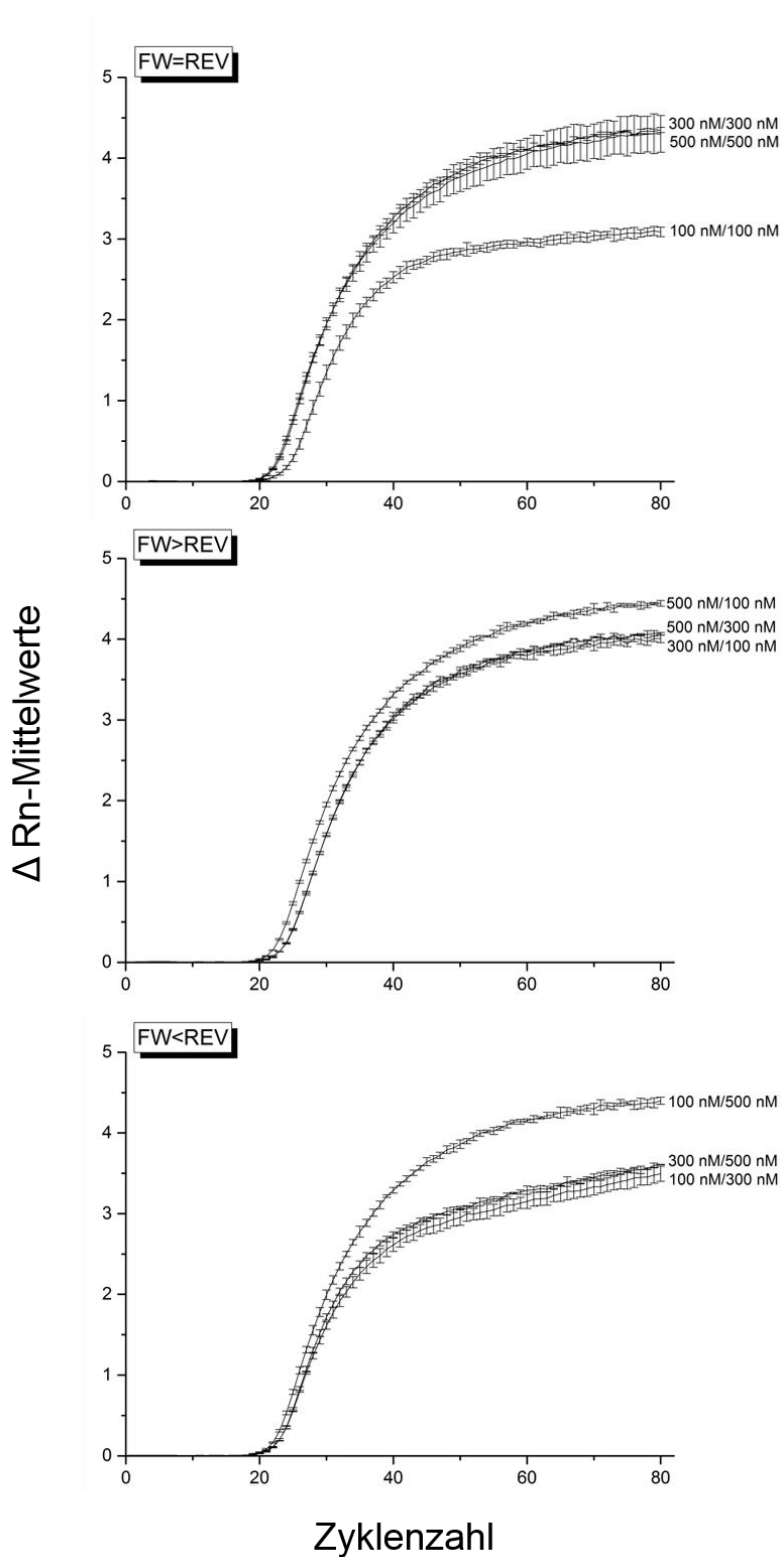 FW=REV
5
4
3
2
1
0
300 nM/300 nM
500 nM/500 nM
100 nM/100 nM
0 20 40 60 80
FW>REV
5
4
3
2
1
0
500 nM/100 nM
500 nM/300 nM
300 nM/100 nM
0 20 40 60 80
FW<REV
5
4
3
2
1
0
100 nM/500 nM
300 nM/500 nM
100 nM/300 nM
0 20 40 60 80
Δ Rn-Mittelwerte
Zyklenzahl